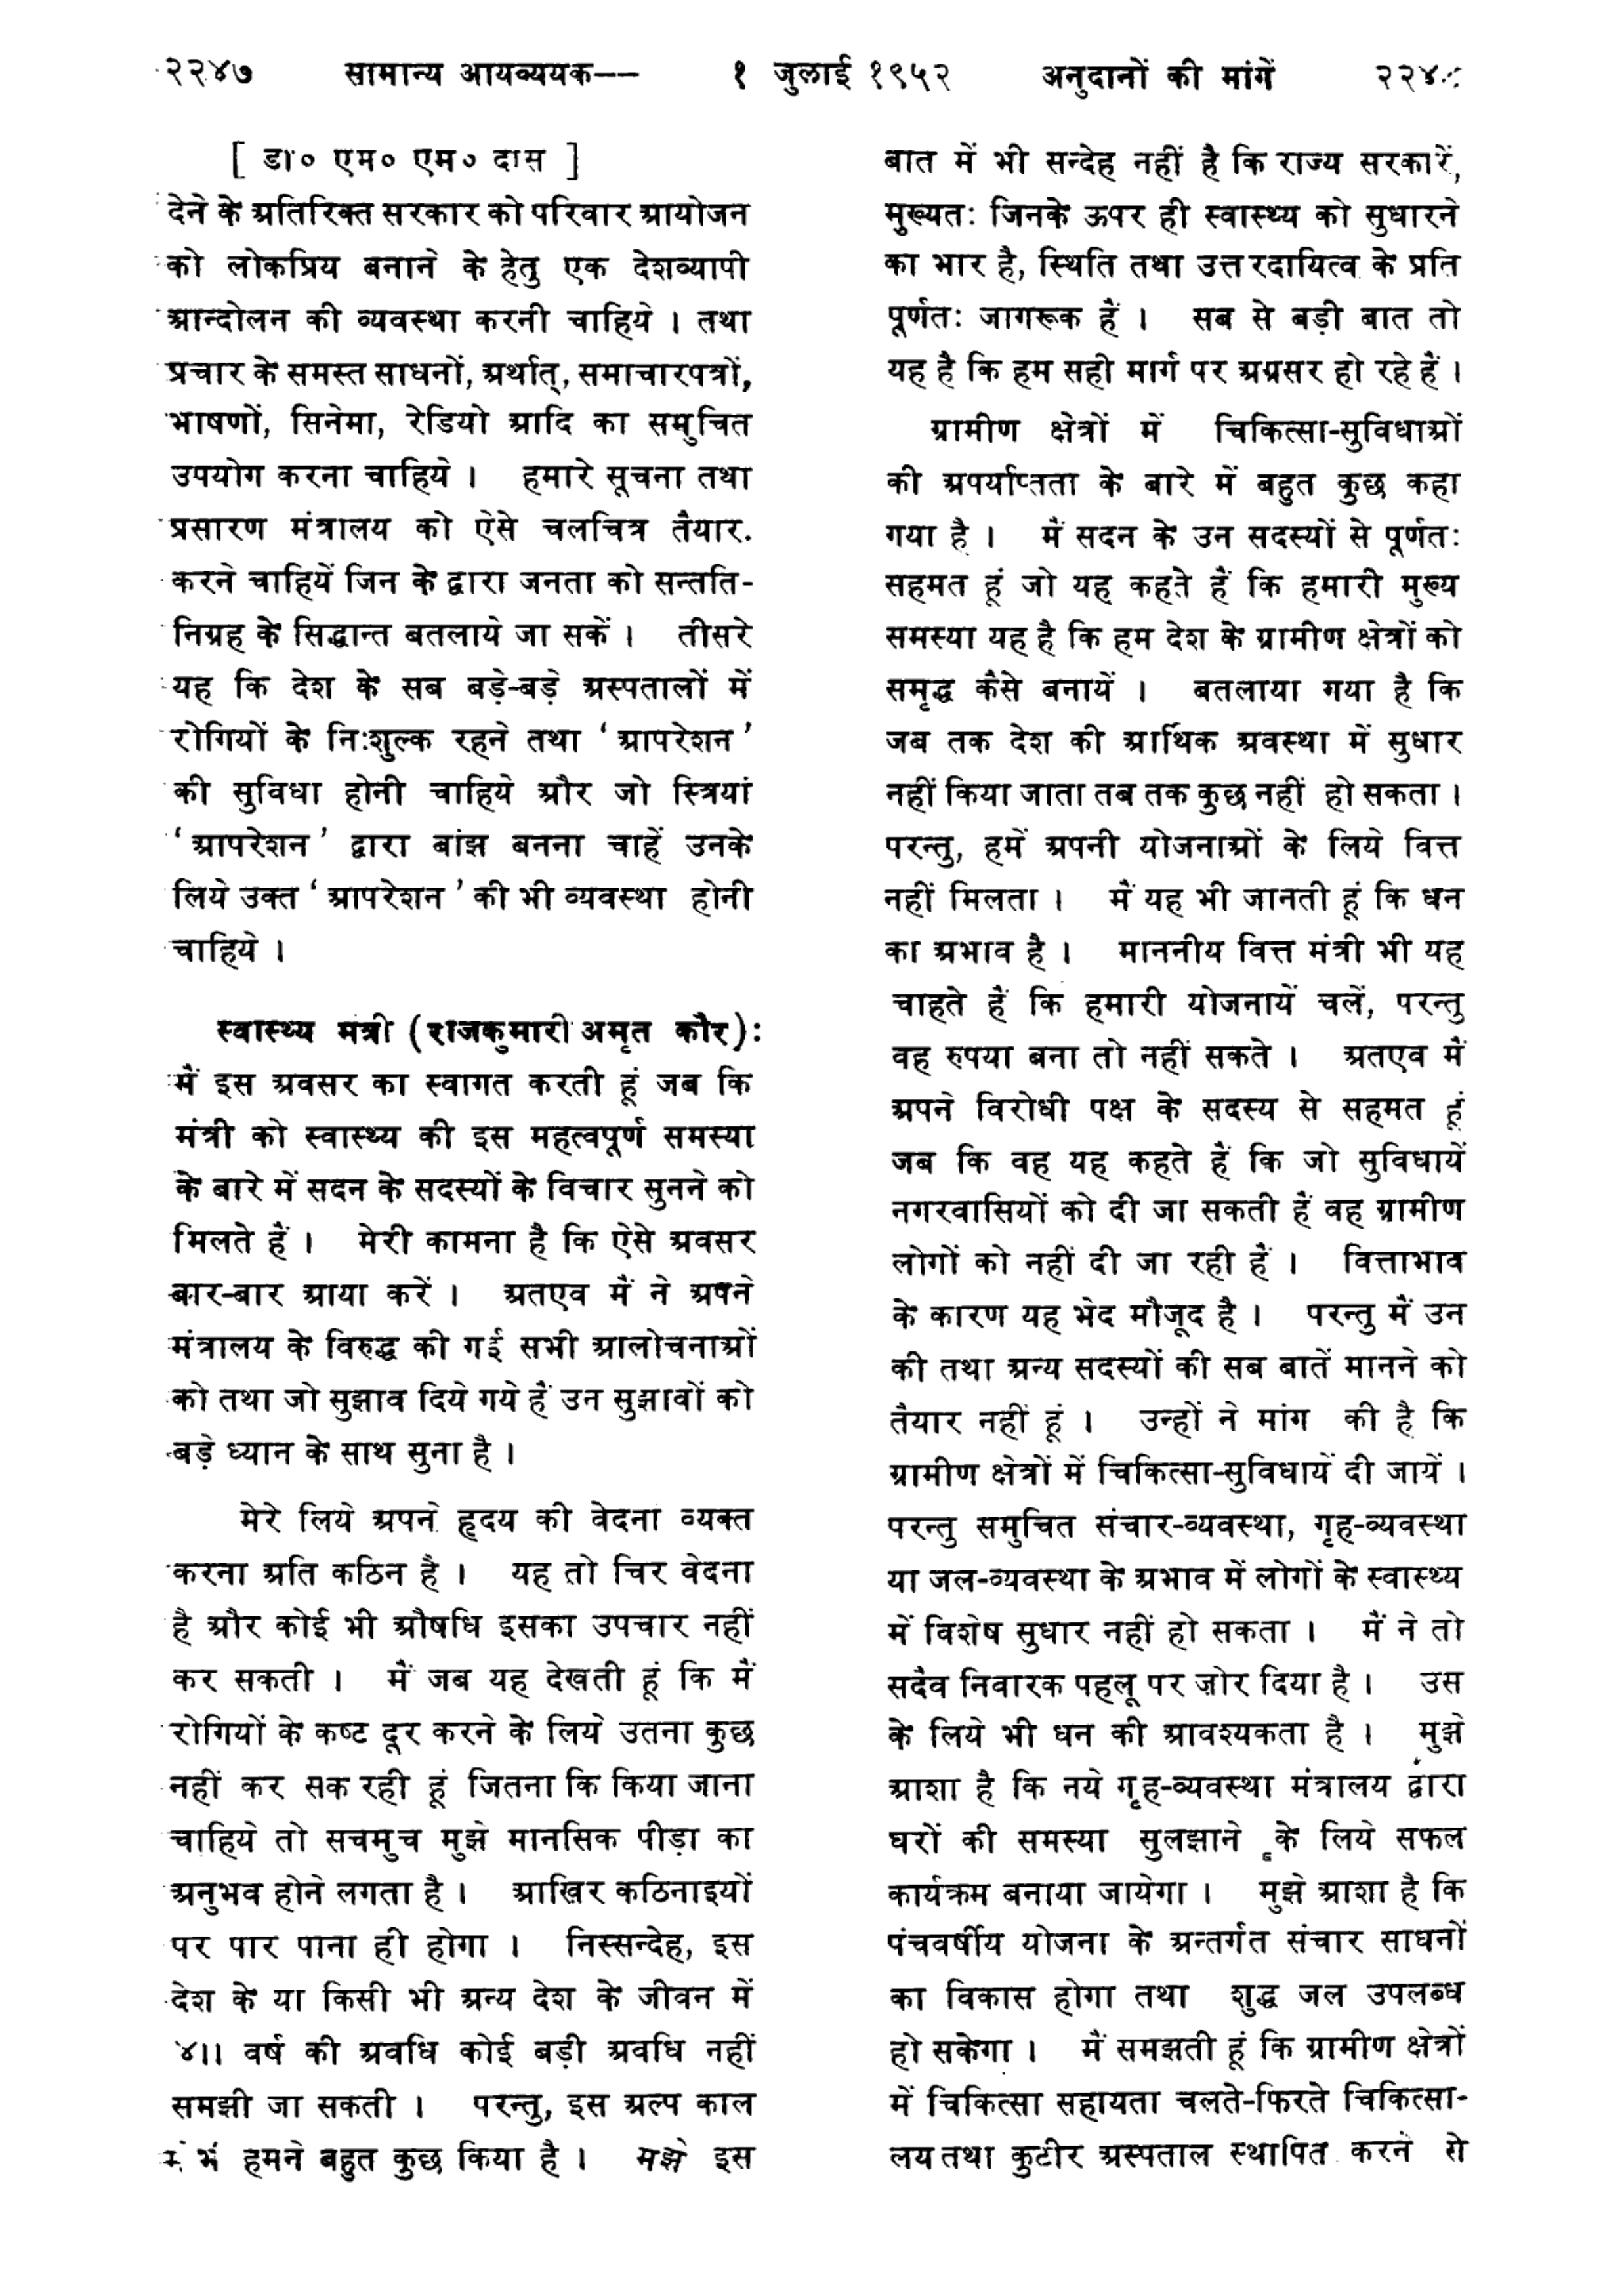 २२४७ सामान्य आयव्ययक—— १ जुलाई १९५२ अनुदानों की मांगें २२४८
[ डा० एम० एम० दास ]
देने के अतिरिक्त सरकार को परिवार आयोजन
को लोकप्रिय बनाने के हेतु एक देशव्यापी
आन्दोलन की व्यवस्था करनी चाहिये । तथा
प्रचार के समस्त साधनों, अर्थात्, समाचारपत्रों,
भाषणों, सिनेमा, रेडियो आदि का समुचित
उपयोग करना चाहिये । हमारे सूचना तथा
प्रसारण मंत्रालय को ऐसे चलचित्र तैयार.
करने चाहियें जिन के द्वारा जनता को सन्तति-
निग्रह के सिद्धान्त बतलाये जा सकें । तीसरे
यह कि देश के सब बड़े-बड़े अस्पतालों में
रोगियों के निःशुल्क रहने तथा ‘आपरेशन’
की सुविधा होनी चाहिये और जो स्त्रियां
‘आपरेशन’ द्वारा बांझ बनना चाहें उनके
लिये उक्त ‘आपरेशन’ की भी व्यवस्था होनी
चाहिये ।
स्वास्थ्य मंत्री (राजकुमारी अमृत कौर):
मैं इस अवसर का स्वागत करती हूं जब कि
मंत्री को स्वास्थ्य की इस महत्वपूर्ण समस्या
के बारे में सदन के सदस्यों के विचार सुनने को
मिलते हैं । मेरी कामना है कि ऐसे अवसर
बार-बार आया करें । अतएव मैं ने अपने
मंत्रालय के विरुद्ध की गई सभी आलोचनाओं
को तथा जो सुझाव दिये गये हैं उन सुझावों को
बड़े ध्यान के साथ सुना है ।
मेरे लिये अपने हृदय की वेदना व्यक्त
करना अति कठिन है । यह तो चिर वेदना
है और कोई भी औषधि इसका उपचार नहीं
कर सकती । मैं जब यह देखती हूं कि मैं
रोगियों के कष्ट दूर करने के लिये उतना कुछ
नहीं कर सक रही हूं जितना कि किया जाना
चाहिये तो सचमुच मुझे मानसिक पीड़ा का
अनुभव होने लगता है । आखिर कठिनाइयों
पर पार पाना ही होगा । निस्सन्देह, इस
देश के या किसी भी अन्य देश के जीवन में
४।। वर्ष की अवधि कोई बड़ी अवधि नहीं
समझी जा सकती । परन्तु, इस अल्प काल
हमने बहुत कुछ किया है । मझे इस
बात में भी सन्देह नहीं है कि राज्य सरकारें,
मुख्यतः जिनके ऊपर ही स्वास्थ्य को सुधारने
का भार है, स्थिति तथा उत्तरदायित्व के प्रति
पूर्णतः जागरूक हैं । सब से बड़ी बात तो
यह है कि हम सही मार्ग पर अग्रसर हो रहे हैं ।
ग्रामीण क्षेत्रों में चिकित्सा-सुविधाओं
की अपर्याप्तता के बारे में बहुत कुछ कहा
गया है । मैं सदन के उन सदस्यों से पूर्णतः
सहमत हूं जो यह कहते हैं कि हमारी मुख्य
समस्या यह है कि हम देश के ग्रामीण क्षेत्रों को
समृद्ध कैसे बनायें । बतलाया गया है कि
जब तक देश की आर्थिक अवस्था में सुधार
नहीं किया जाता तब तक कुछ नहीं हो सकता ।
परन्तु, हमें अपनी योजनाओं के लिये वित्त
नहीं मिलता । मैं यह भी जानती हूं कि धन
का अभाव है । माननीय वित्त मंत्री भी यह
चाहते हैं कि हमारी योजनायें चलें, परन्तु
वह रुपया बना तो नहीं सकते । अतएव मैं
अपने विरोधी पक्ष के सदस्य से सहमत हूं
जब कि वह यह कहते हैं कि जो सुविधायें
नगरवासियों को दी जा सकती हैं वह ग्रामीण
लोगों को नहीं दी जा रही हैं । वित्ताभाव
के कारण यह भेद मौजूद है । परन्तु मैं उन
की तथा अन्य सदस्यों की सब बातें मानने को
तैयार नहीं हूं । उन्हों ने मांग की है कि
ग्रामीण क्षेत्रों में चिकित्सा-सुविधायें दी जायें ।
परन्तु समुचित संचार-व्यवस्था, गृह-व्यवस्था
या जल-व्यवस्था के अभाव में लोगों के स्वास्थ्य
में विशेष सुधार नहीं हो सकता । मैं ने तो
सदैव निवारक पहलू पर ज़ोर दिया है । उस
के लिये भी धन की आवश्यकता है । मुझे
आशा है कि नये गृह-व्यवस्था मंत्रालय द्वारा
घरों की समस्या सुलझाने के लिये सफल
कार्यक्रम बनाया जायेगा । मुझे आशा है कि
पंचवर्षीय योजना के अन्तर्गत संचार साधनों
का विकास होगा तथा शुद्ध जल उपलब्ध
हो सकेगा । मैं समझती हूं कि ग्रामीण क्षेत्रों
में चिकित्सा सहायता चलते-फिरते चिकित्सा-
लय तथा कुटीर अस्पताल स्थापित करने से